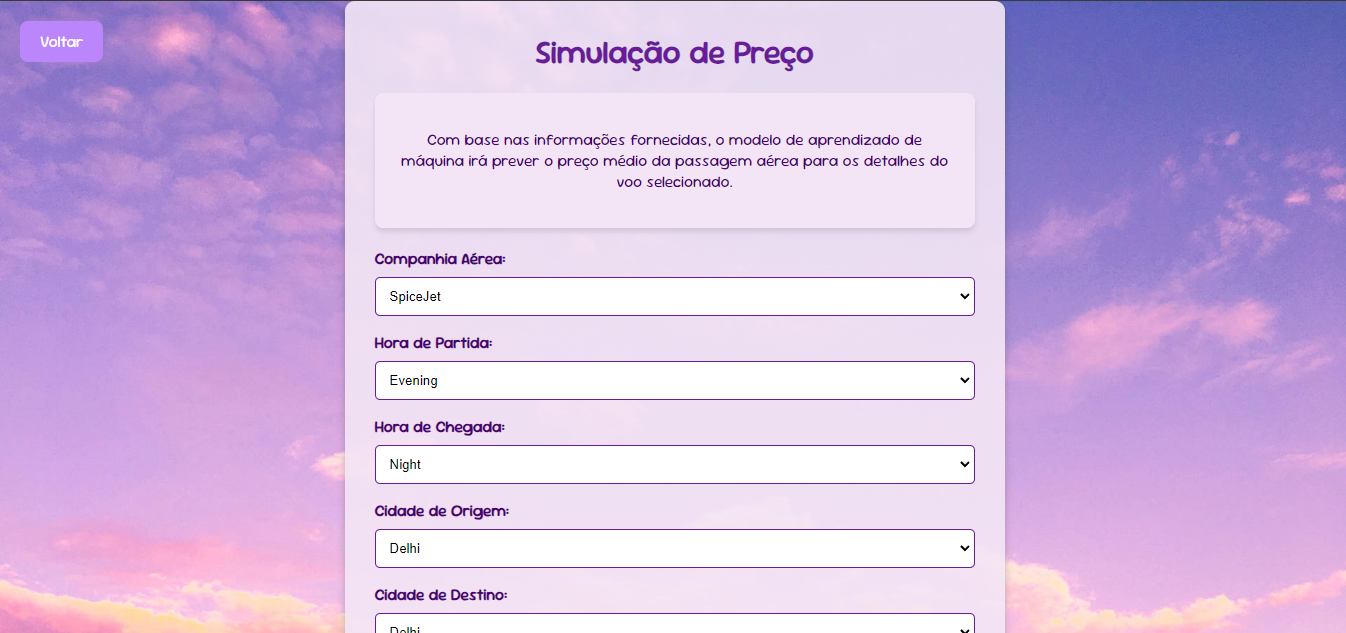 Voltar
Simulação de Preço
Com base nas informações fornecidas, o modelo de aprendizado de
máquina irá prever o preço médio da passagem aérea para os detalhes do
voo selecionado.
Companhia Aérea:
SpiceJet
Hora de Partida:
Evening
Hora de Chegada:
Night
Cidade de Origem:
Delhi
Cidade de Destino:
Delhi